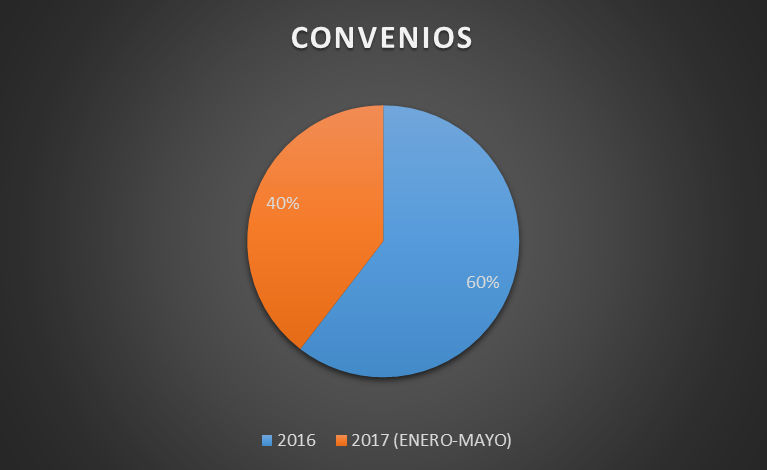 CONVENIOS
40%
60%
2016 2017 (ENERO-MAYO)